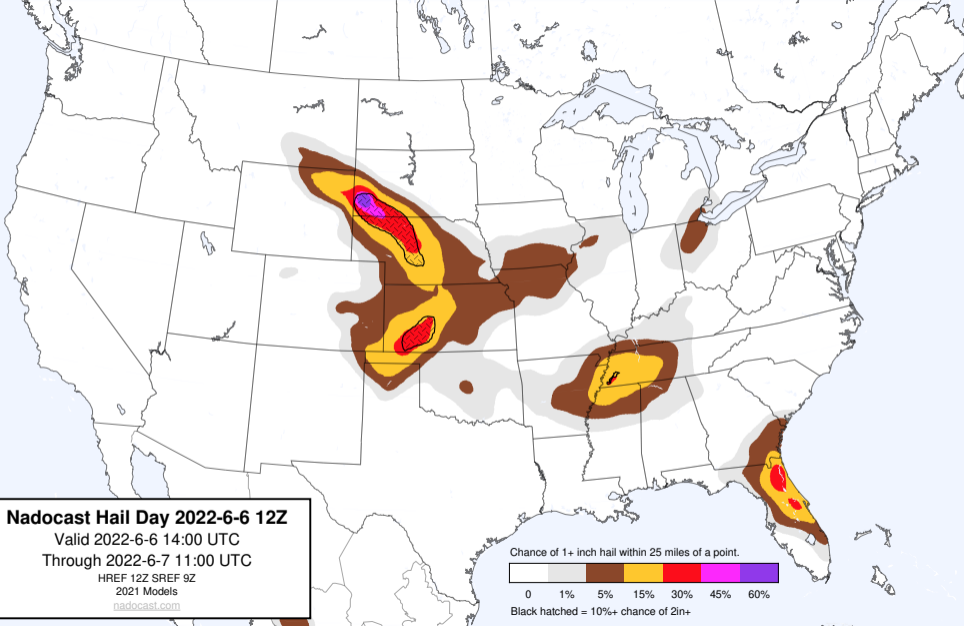 Nadocast Hail Day 2022-6-6 12Z
Valid 2022-6-6 14:00 UTC
Through 2022-6-7 11:00 UTC
HREF 12Z SREF 9Z
2021 Models
nadocast.com
Chance of 1+ inch hail within 25 miles of a point.
0 1% 5% 15% 30% 45% 60%
Black hatched = 10%+ chance of 2in+